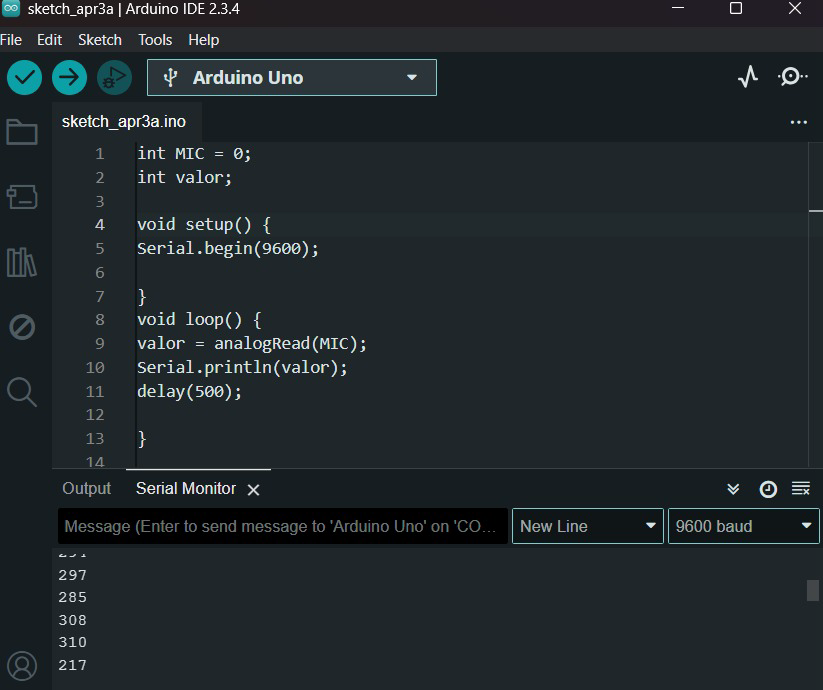 sketch_apr3a | Arduino IDE 2.3.4
File Edit Sketch Tools Help
Arduino Uno
sketch_apr3a.ino
1 int MIC = 0;
2 int valor;
3
4 void setup() {
5 Serial.begin(9600);
6
7 }
8 void loop() {
9 valor = analogRead(MIC);
10 Serial.println(valor);
11 delay(500);
12
13 }
14
Output Serial Monitor
Message (Enter to send message to 'Arduino Uno' on 'CO... New Line 9600 baud
297
285
308
310
217